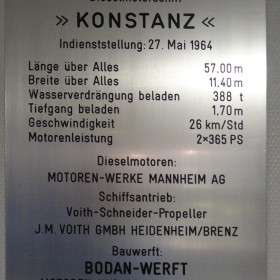 » KONSTANZ «
Indienststellung: 27. Mai 1964
Länge über Alles 57.00 m
Breite über Alles 11,40 m
Wasserverdrängung beladen 388 t
Tiefgang beladen 1,70 m
Geschwindigkeit 26 km/Std
Motorenleistung 2×365 PS
Dieselmotoren:
MOTOREN-WERKE MANNHEIM AG
Schiffsantrieb:
Voith-Schneider-Propeller
J.M. VOITH GMBH HEIDENHEIM/BRENZ
Bauwerft:
BODAN-WERFT